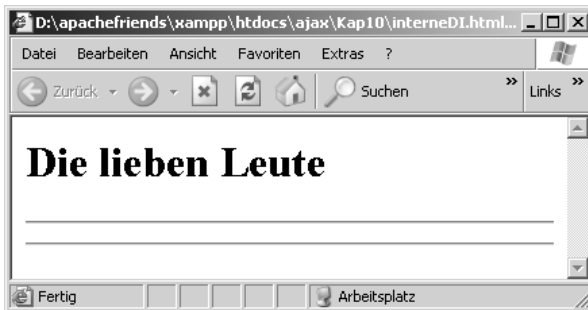 D:\apachefriends\xampp\htdocs\ajax\Kap10\interneDI.html...
Datei Bearbeiten Ansicht Favoriten Extras ?
Zurück Suchen » Links »
Die lieben Leute
Fertig Arbeitsplatz